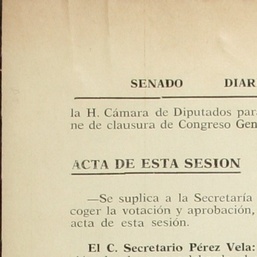 SENADO DIAR
la H. Cámara de Diputados par
ne de clausura de Congreso Gen
ACTA DE ESTA SESION
—Se suplica a la Secretaría
coger la votación y aprobación,
acta de esta sesión.
El C. Secretario Pérez Vela: